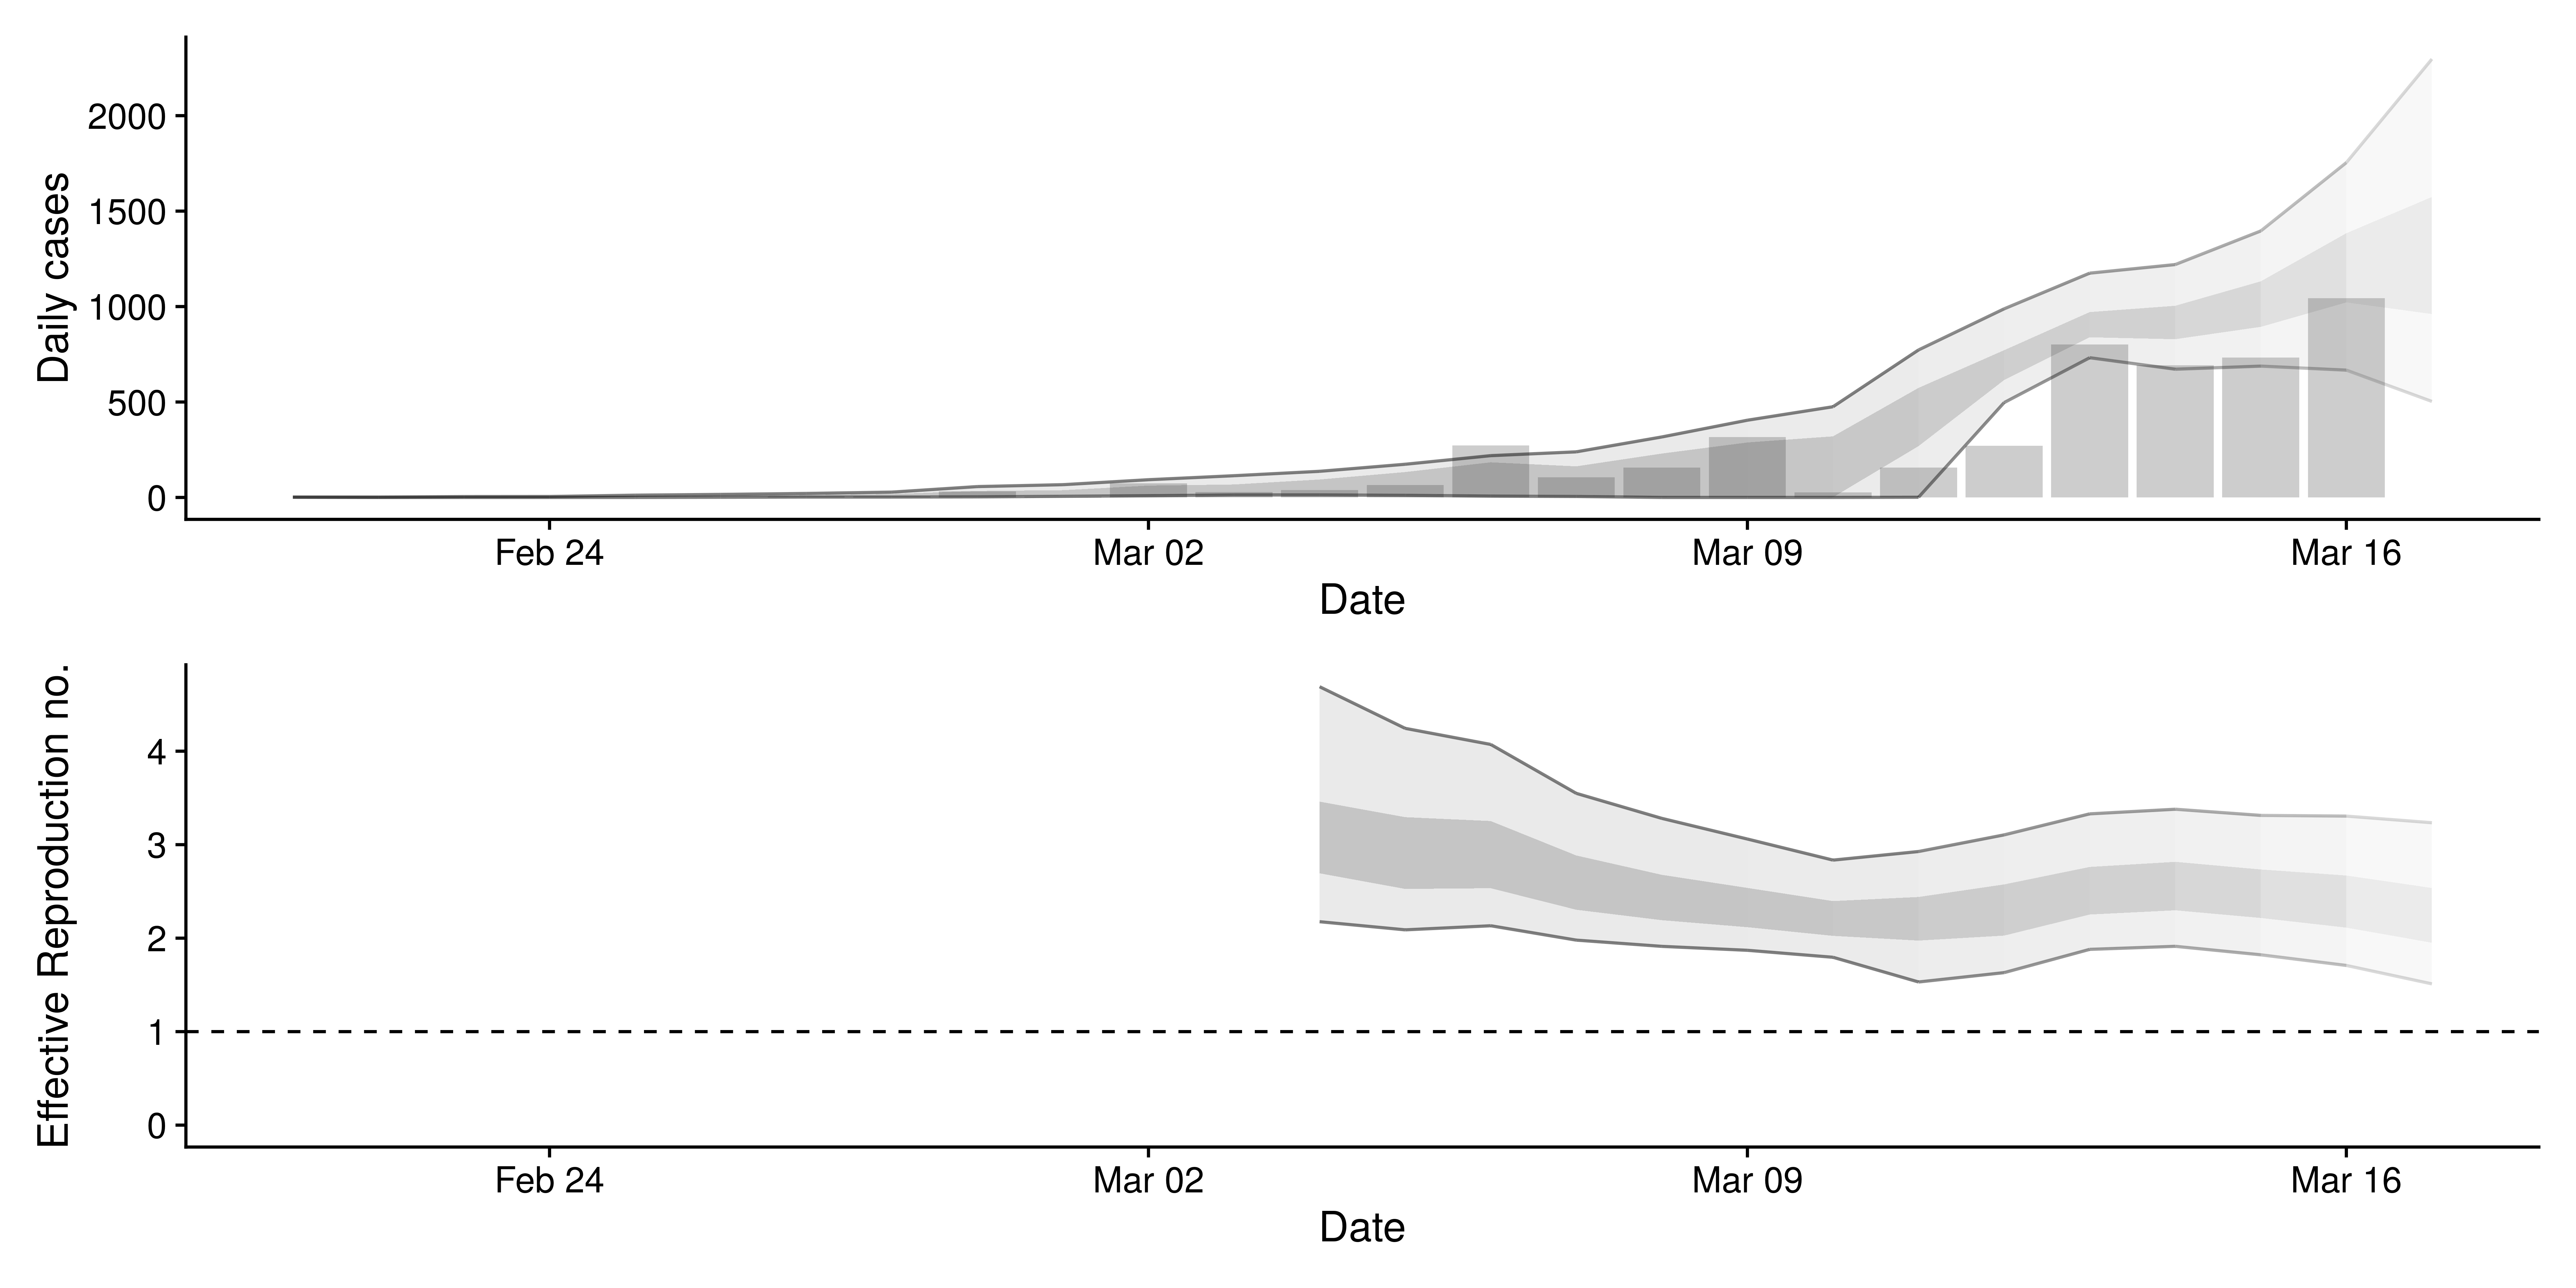 Daily cases
2000
1500
1000
500
0
Feb 24 Mar 02 Mar 09 Mar 16
Date
Effective Reproduction no.
4
3
2
1
0
Feb 24 Mar 02 Mar 09 Mar 16
Date